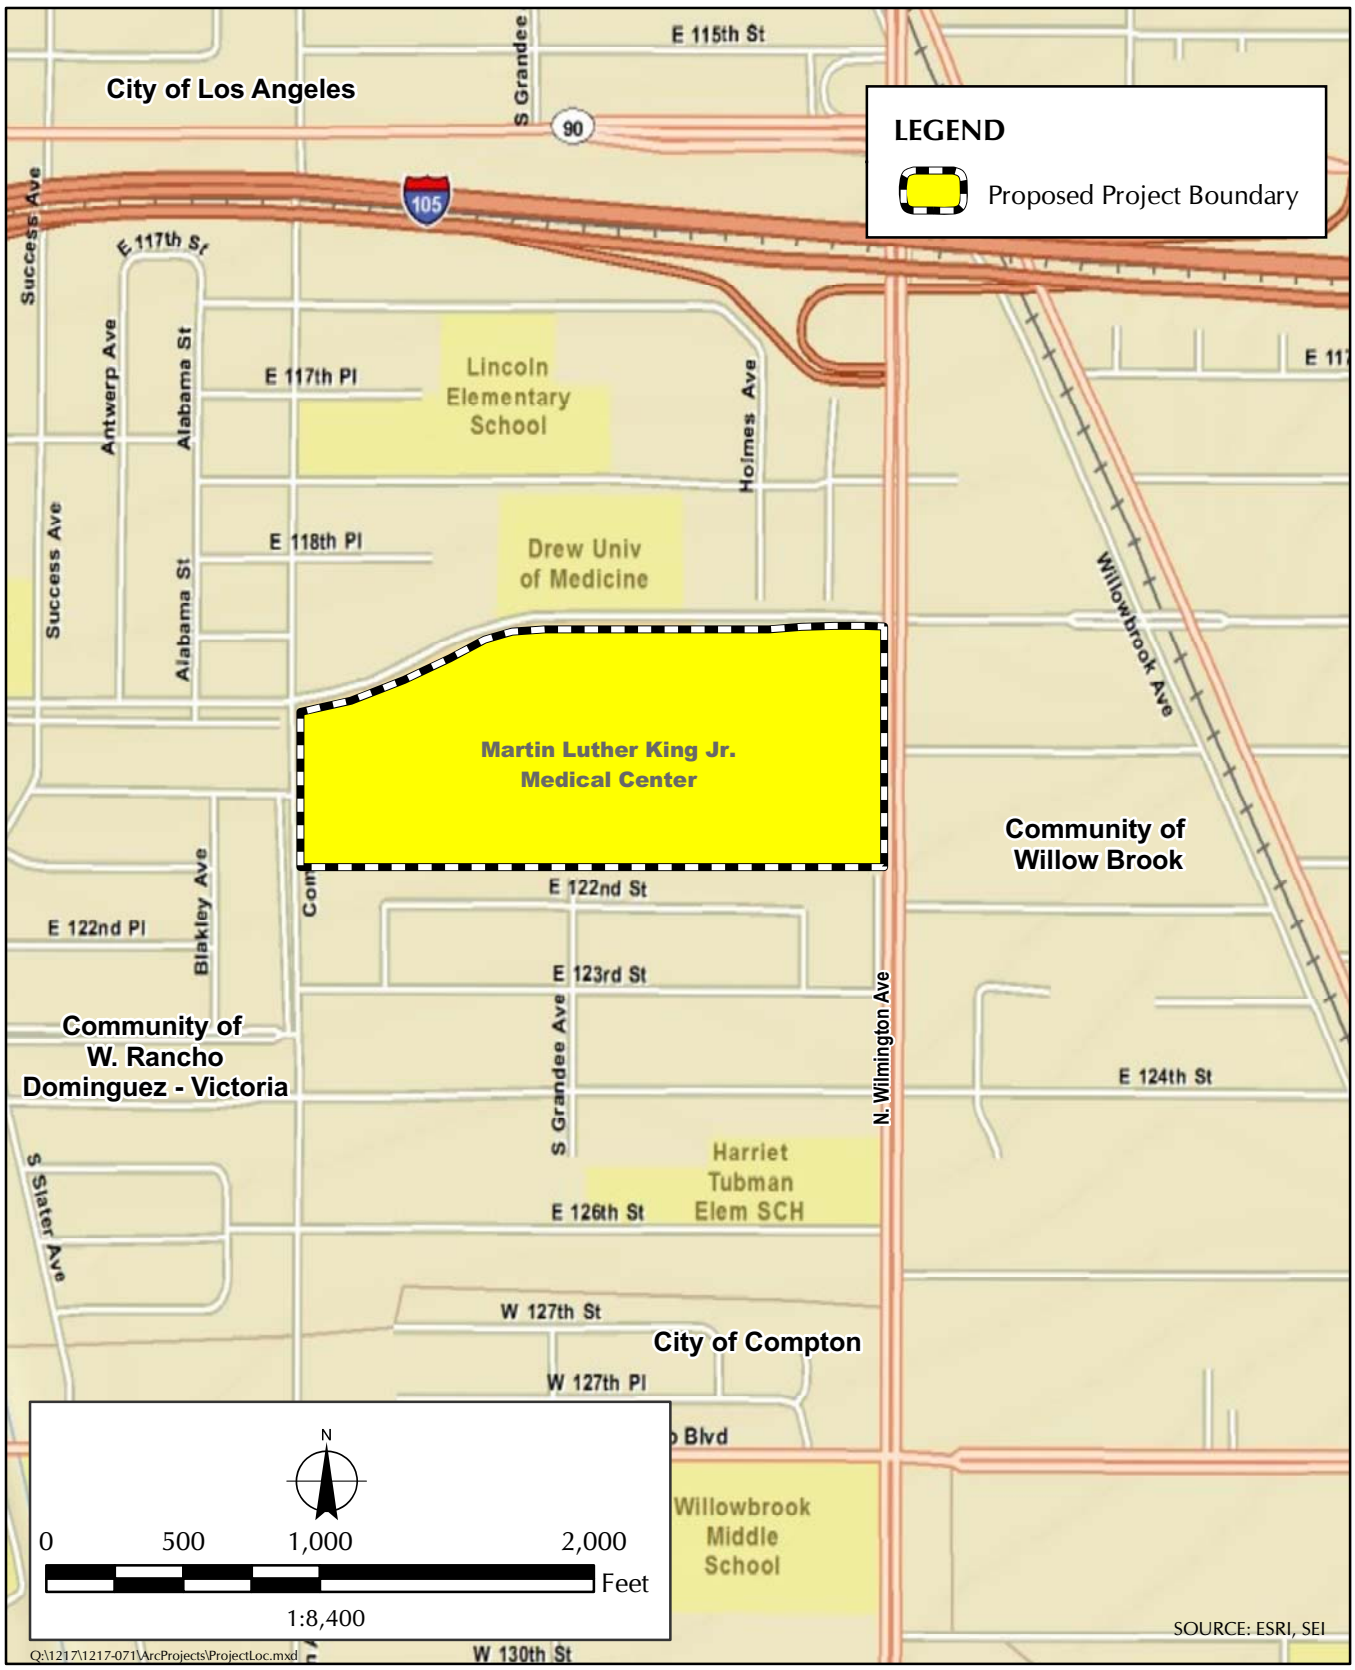 E 115th St
S Grandee
City of Los Angeles
90
LEGEND
Proposed Project Boundary
105
Success Ave
E 117th St
Antwerp Ave
Alabama St
E 117th Pl
Lincoln
Elementary
School
Holmes Ave
E 117
Success Ave
E 118th Pl
Alabama St
Drew Univ
of Medicine
Willowbrook Ave
Martin Luther King Jr.
Medical Center
Community of
Willow Brook
Blakley Ave
Com
E 122nd St
E 122nd Pl
E 123rd St
S Grandee Ave
N. Wilmington Ave
Community of
W. Rancho
Dominguez - Victoria
E 124th St
S Slater Ave
Harriet
Tubman
Elem SCH
E 126th St
W 127th St
City of Compton
W 127th Pl
o Blvd
N
0 500 1,000 2,000
Feet
1:8,400
Willowbrook
Middle
School
SOURCE: ESRI, SEI
Q:\1217\1217-071\ArcProjects\ProjectLoc.mxd
W 130th St